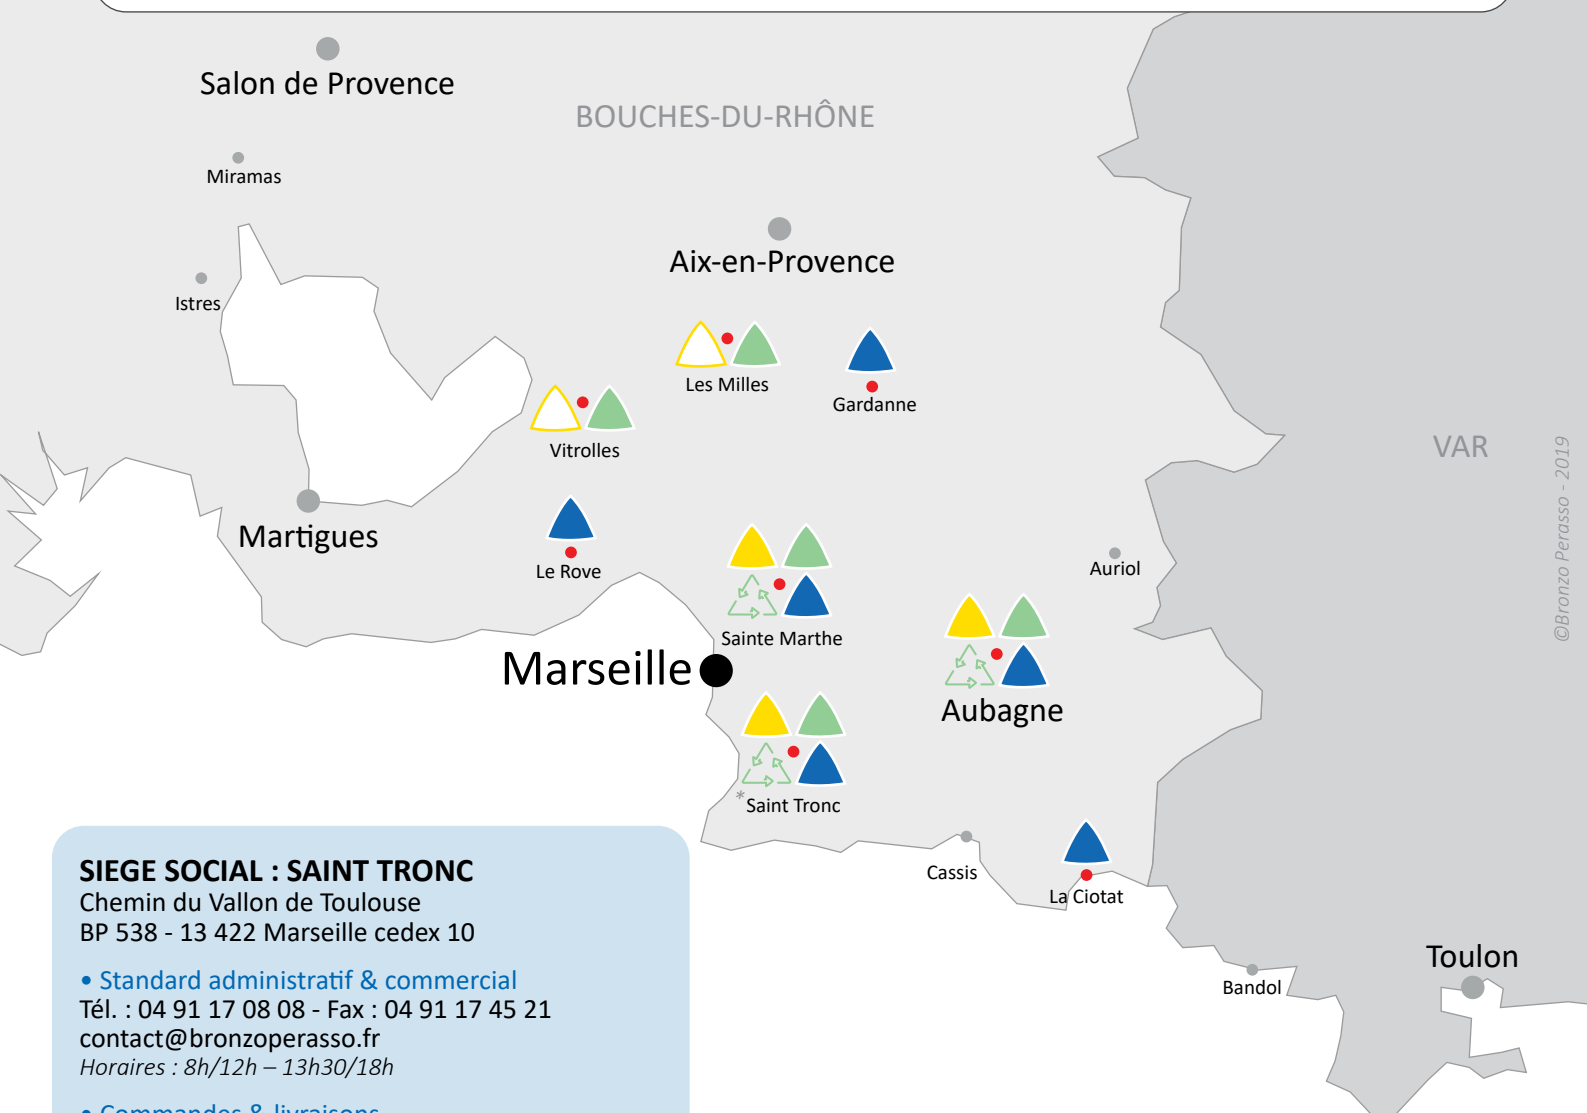 Salon de Provence
BOUCHES-DU-RHÔNE
Miramas
Aix-en-Provence
Istres
Les Milles
Gardanne
Vitrolles
VAR
©Bronzo Perasso - 2019
Martigues
Le Rove
Auriol
Sainte Marthe
Marseille
Aubagne
*Saint Tronc
Cassis
La Ciotat
Toulon
Bandol
SIEGE SOCIAL : SAINT TRONC
Chemin du Vallon de Toulouse
BP 538 - 13 422 Marseille cedex 10
• Standard administratif & commercial
Tél. : 04 91 17 08 08 - Fax : 04 91 17 45 21
contact@bronzoperasso.fr
Horaires : 8h/12h – 13h30/18h
• Commandes & livraisons